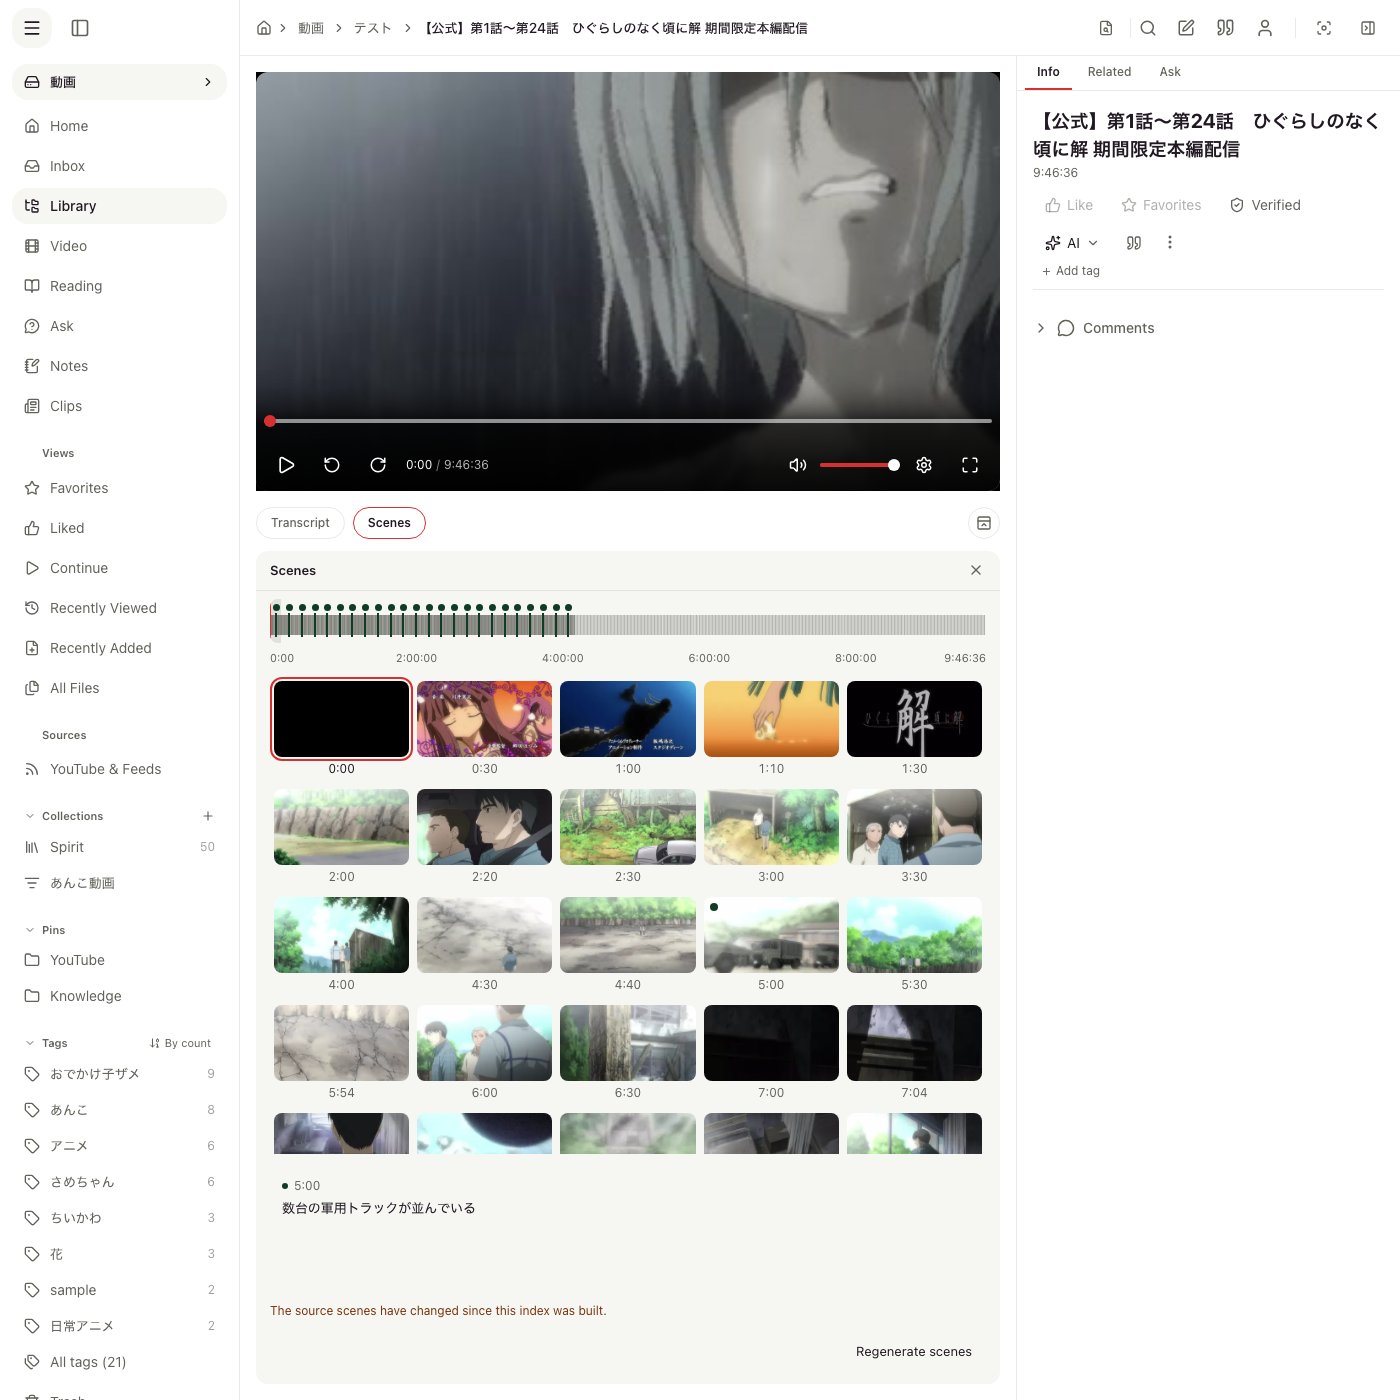 動画
テスト
【公式】第1話〜第24話　ひぐらしのなく頃に解 期間限定本編配信
動画
Home
Inbox
Library
Video
Reading
Ask
Notes
Clips
Views
Favorites
Liked
Continue
Recently Viewed
Recently Added
All Files
Sources
YouTube & Feeds
Collections
Spirit 50
あんこ動画
Pins
YouTube
Knowledge
Tags By count
おでかけ子ザメ 9
あんこ 8
アニメ 6
さめちゃん 6
ちいかわ 3
花 3
sample 2
日常アニメ 2
All tags (21)
0:00 / 9:46:36
Transcript Scenes
Scenes
0:00 2:00:00 4:00:00 6:00:00 8:00:00 9:46:36
解
0:00 0:30 1:00 1:10 1:30
2:00 2:20 2:30 3:00 3:30
4:00 4:30 4:40 5:00 5:30
5:54 6:00 6:30 7:00 7:04
5:00
数台の軍用トラックが並んでいる
The source scenes have changed since this index was built.
Regenerate scenes
Info Related Ask
【公式】第1話〜第24話　ひぐらしのなく
頃に解 期間限定本編配信
9:46:36
Like Favorites Verified
AI
Add tag
Comments